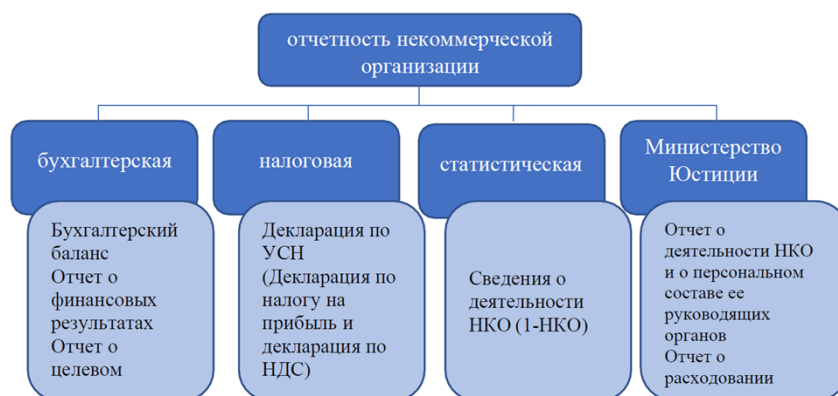 отчетность некоммерческой
организации
бухгалтерская
налоговая
статистическая
Министерство
Юстиции
Бухгалтерский
баланс
Отчет о
финансовых
результатах
Отчет о
целевом
Декларация по
УСН
(Декларация по
налогу на
прибыль и
декларация по
НДС)
Сведения о
деятельности
НКО (1-НКО)
Отчет о
деятельности НКО
и о персональном
составе ее
руководящих
органов
Отчет о
расходовании